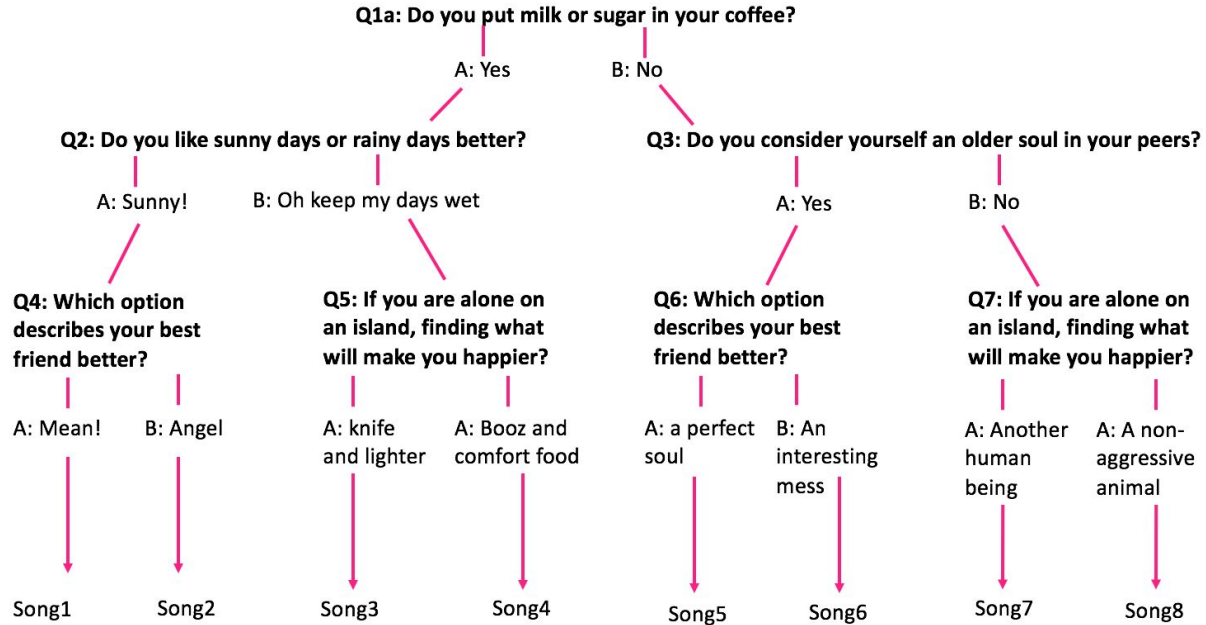 Q1a: Do you put milk or sugar in your coffee?
A: Yes
B: No
Q2: Do you like sunny days or rainy days better?
Q3: Do you consider yourself an older soul in your peers?
A: Sunny!
B: Oh keep my days wet
A: Yes
B: No
Q4: Which option
describes your best
friend better?
Q5: If you are alone on
an island, finding what
will make you happier?
Q6: Which option
describes your best
friend better?
Q7: If you are alone on
an island, finding what
will make you happier?
A: Mean!
B: Angel
A: knife
and lighter
A: Booz and
comfort food
A: a perfect
soul
B: An
interesting
mess
A: Another
human
being
A: A non-
aggressive
animal
Song1
Song2
Song3
Song4
Song5
Song6
Song7
Song8